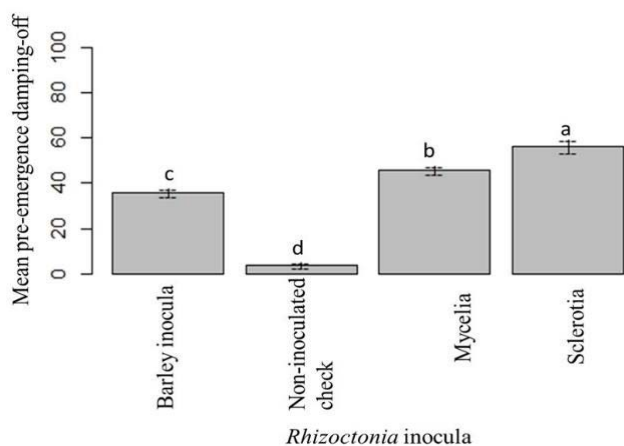 Mean pre-emergence damping-off
100
80
60
40
20
0
c
d
b
a
Barley inocula
Non-inoculated
check
Mycelia
Sclerotia
Rhizoctonia inocula